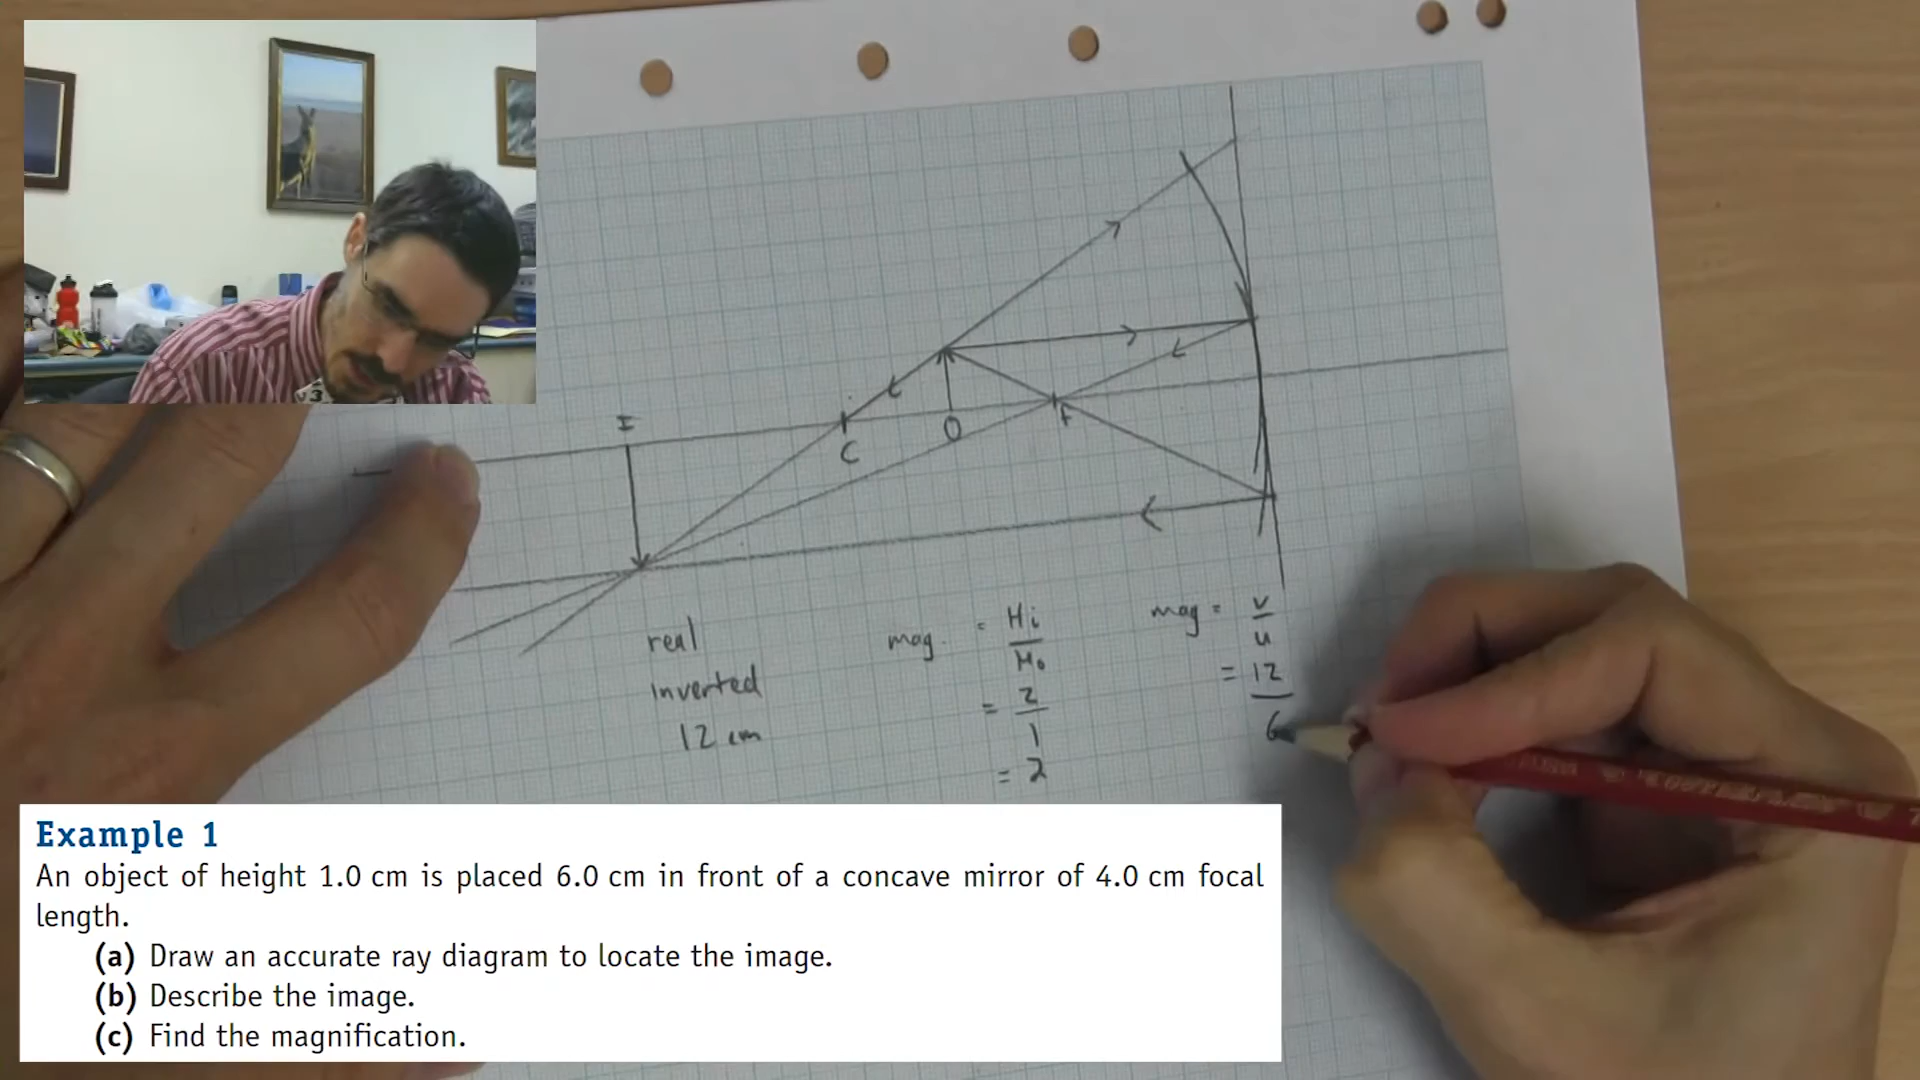 I
C
O
F
real
inverted
12 cm
mag. = Hi
Ho
= 2
1
= 2
mag = v
u
= 12
6
Example 1
An object of height 1.0 cm is placed 6.0 cm in front of a concave mirror of 4.0 cm focal
length.
(a) Draw an accurate ray diagram to locate the image.
(b) Describe the image.
(c) Find the magnification.